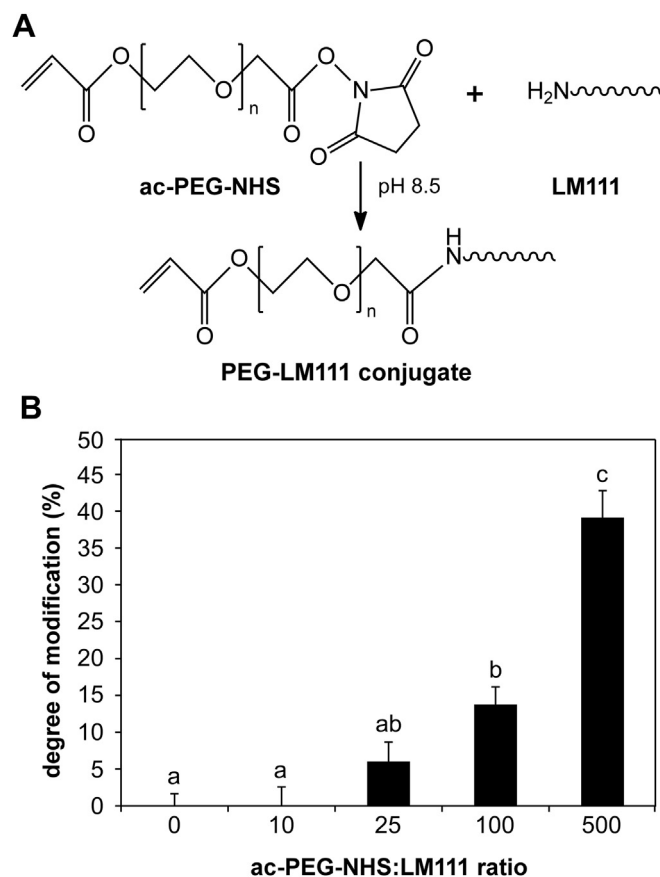 A
O
O
O
O
O
N
O
O
n
+
H₂N
ac-PEG-NHS
pH 8.5
LM111
O
O
O
O
H
N
n
PEG-LM111 conjugate
B
degree of modification (%)
50
45
40
35
30
25
20
15
10
5
0
a
a
ab
b
c
0 10 25 100 500
ac-PEG-NHS:LM111 ratio